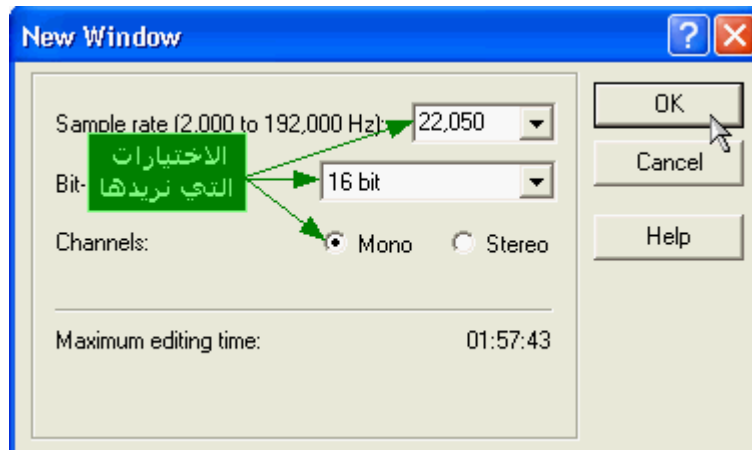 New Window
Sample rate (2,000 to 192,000 Hz): 22,050
OK
الاختيارات
التي نريدها
Bit- 16 bit
Cancel
Channels: Mono Stereo
Help
Maximum editing time: 01:57:43